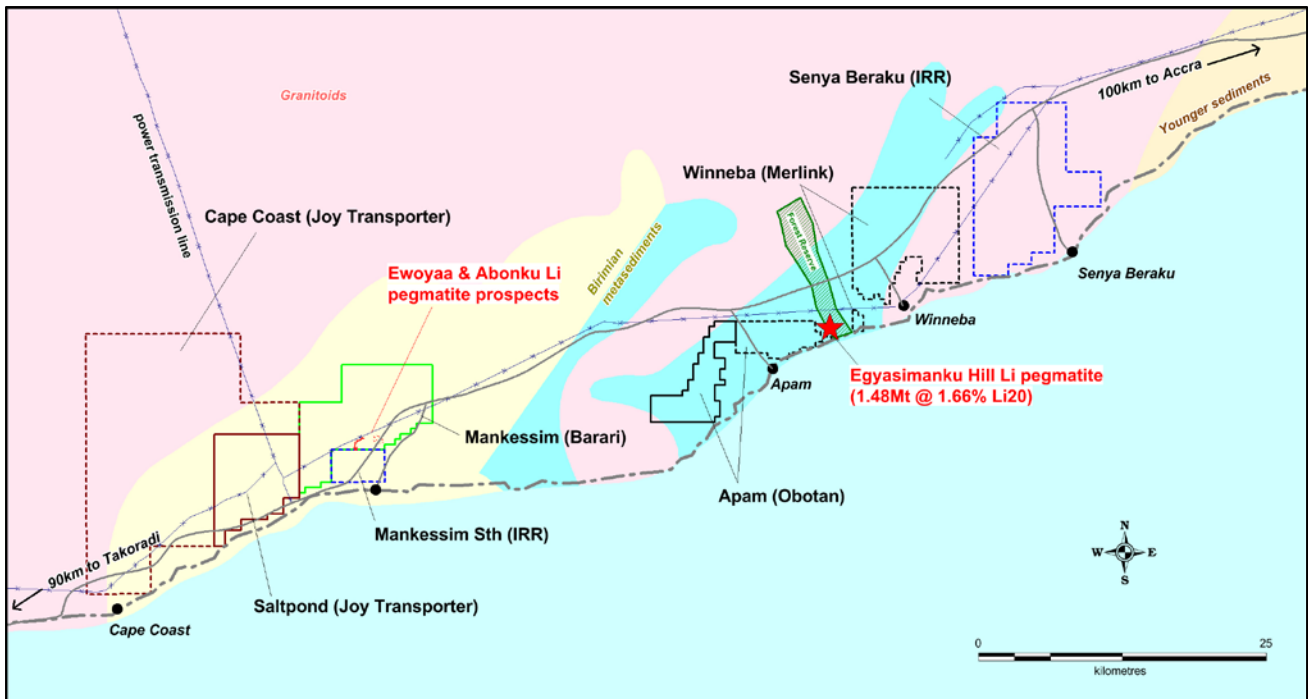 Granitoids
power transmission line
Senya Beraku (IRR)
100km to Accra
Younger sediments
Winneba (Merlink)
Forest Reserve
Cape Coast (Joy Transporter)
Ewoyaa & Abonku Li
pegmatite prospects
Birimian
metasediments
Senya Beraku
Winneba
Apam
Egyasimanku Hill Li pegmatite
(1.48Mt @ 1.66% Li20)
Mankessim (Barari)
Apam (Obotan)
Mankessim Sth (IRR)
90km to Takoradi
Saltpond (Joy Transporter)
Cape Coast
N
W
E
S
0
25
kilometres